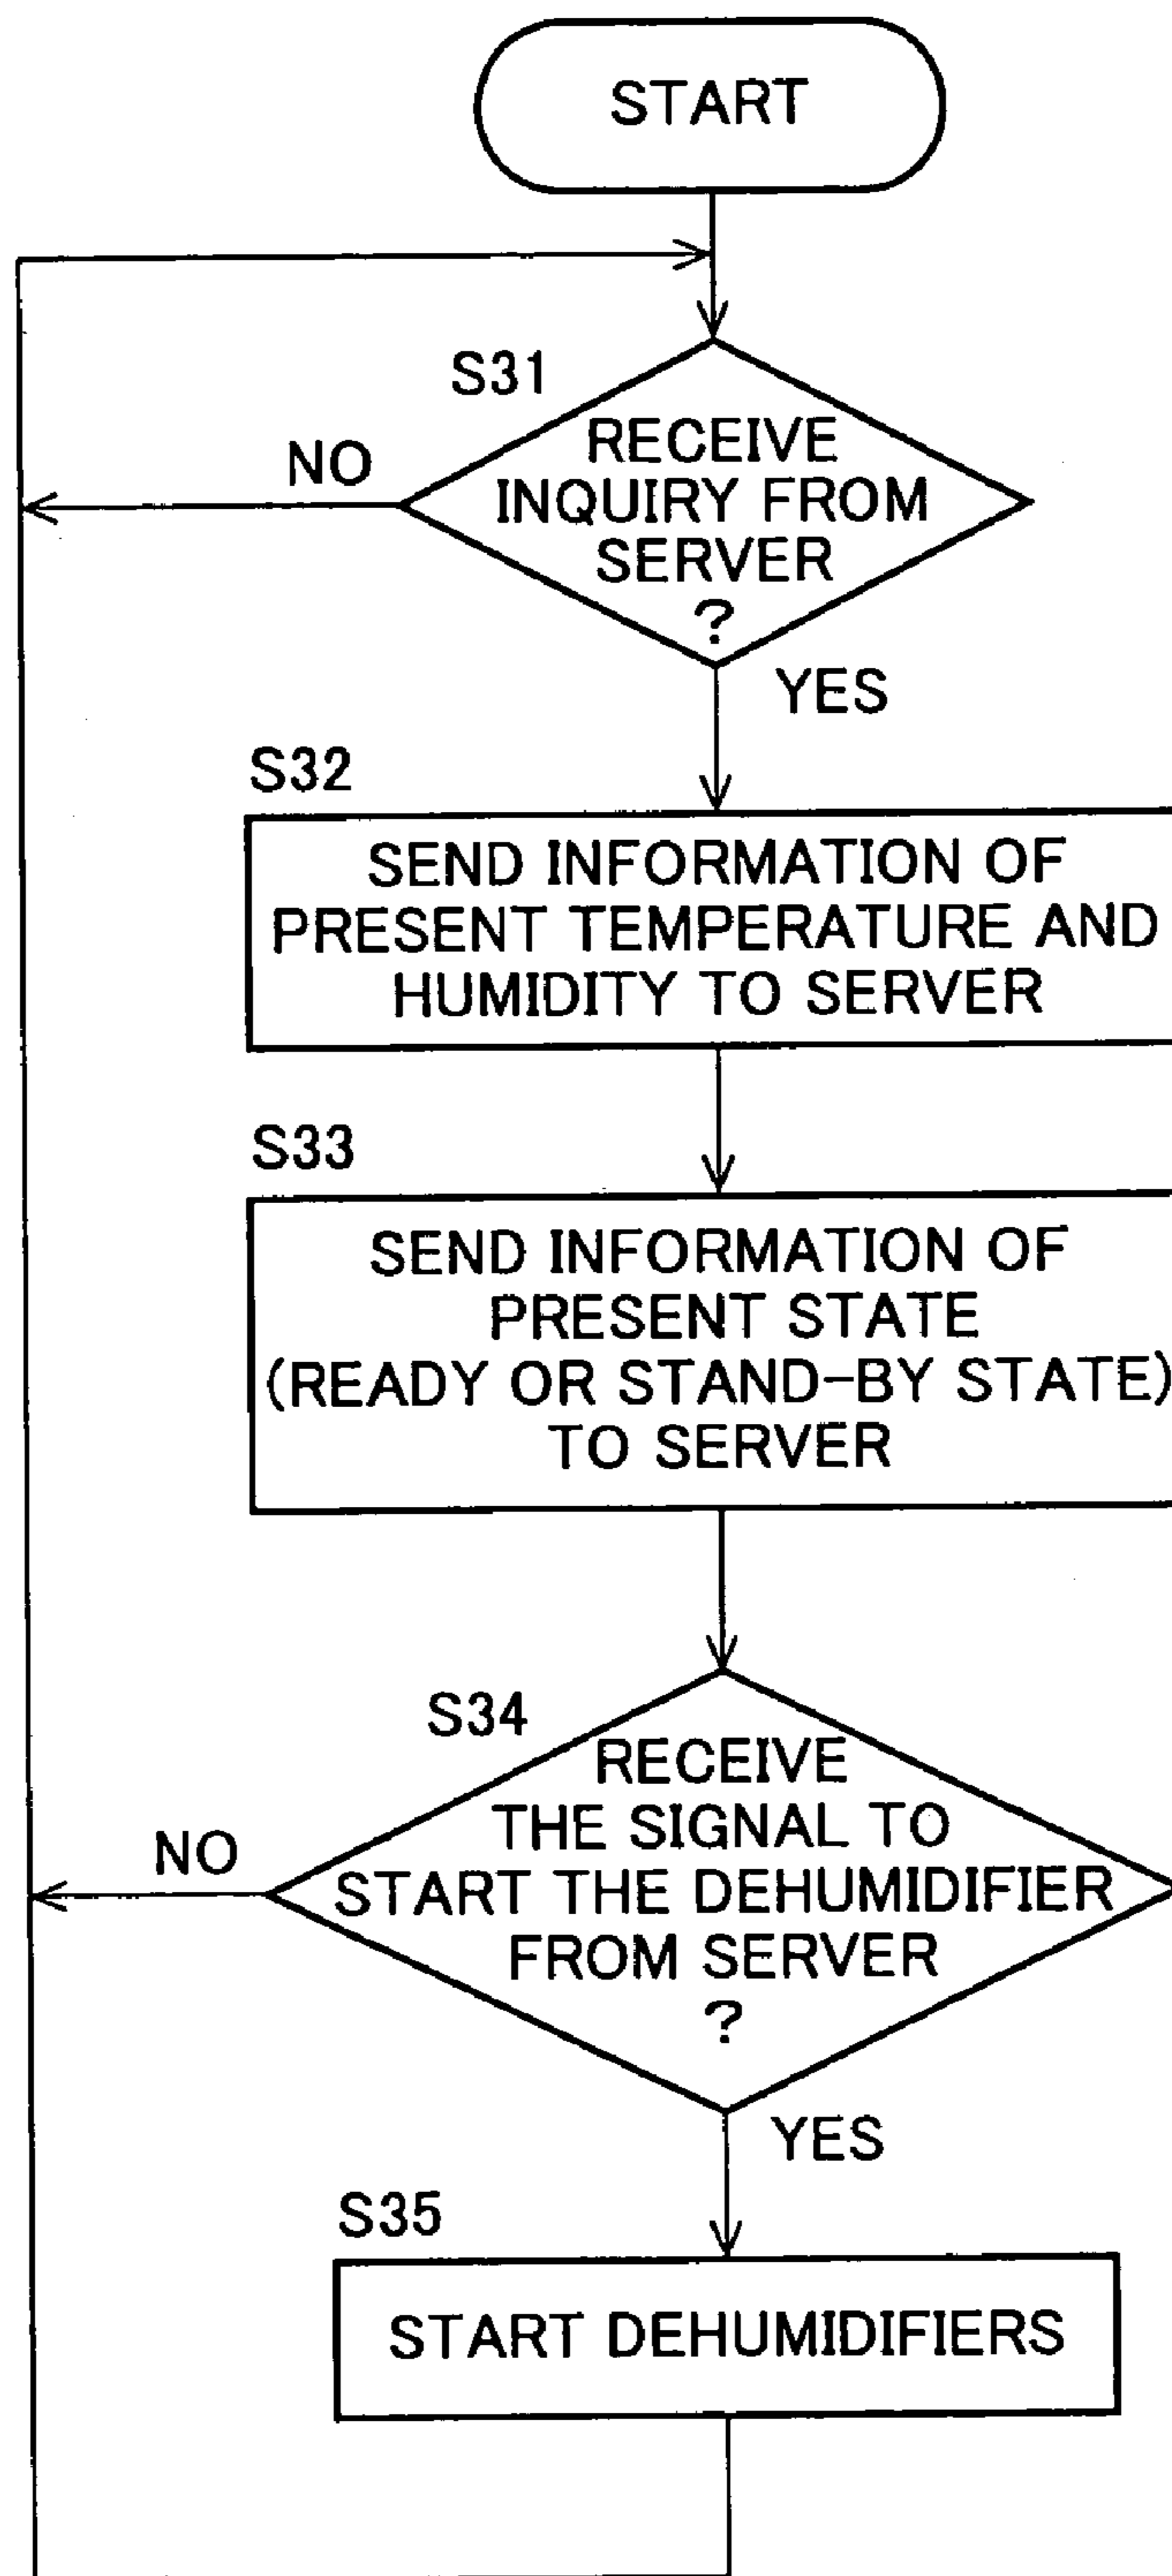 START
S31
NO
RECEIVE
INQUIRY FROM
SERVER
?
YES
S32
SEND INFORMATION OF
PRESENT TEMPERATURE AND
HUMIDITY TO SERVER
S33
SEND INFORMATION OF
PRESENT STATE
(READY OR STAND-BY STATE)
TO SERVER
S34
RECEIVE
THE SIGNAL TO
NO
START THE DEHUMIDIFIER
FROM SERVER
?
YES
S35
START DEHUMIDIFIERS